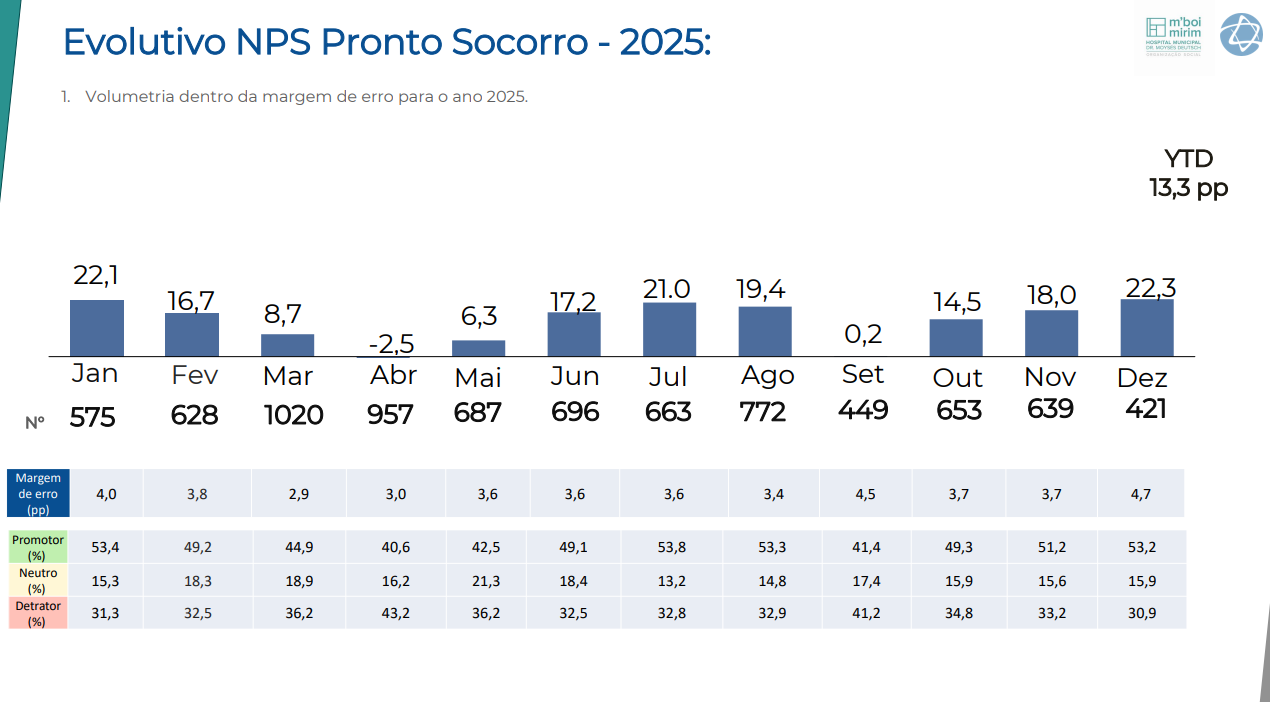 Evolutivo NPS Pronto Socorro - 2025:
m'boi
mirim
HOSPITAL MUNICIPAL
DR. MOYSÉS DEUTSCH
ORGANIZAÇÃO SOCIAL
1. Volumetria dentro da margem de erro para o ano 2025.
YTD
13,3 pp
22,1 16,7 8,7 -2,5 6,3 17,2 21.0 19,4 0,2 14,5 18,0 22,3
Jan Fev Mar Abr Mai Jun Jul Ago Set Out Nov Dez
Nº 575 628 1020 957 687 696 663 772 449 653 639 421
Margem
de erro
(pp)
4,0 3,8 2,9 3,0 3,6 3,6 3,6 3,4 4,5 3,7 3,7 4,7
Promotor
(%)
53,4 49,2 44,9 40,6 42,5 49,1 53,8 53,3 41,4 49,3 51,2 53,2
Neutro
(%)
15,3 18,3 18,9 16,2 21,3 18,4 13,2 14,8 17,4 15,9 15,6 15,9
Detrator
(%)
31,3 32,5 36,2 43,2 36,2 32,5 32,8 32,9 41,2 34,8 33,2 30,9